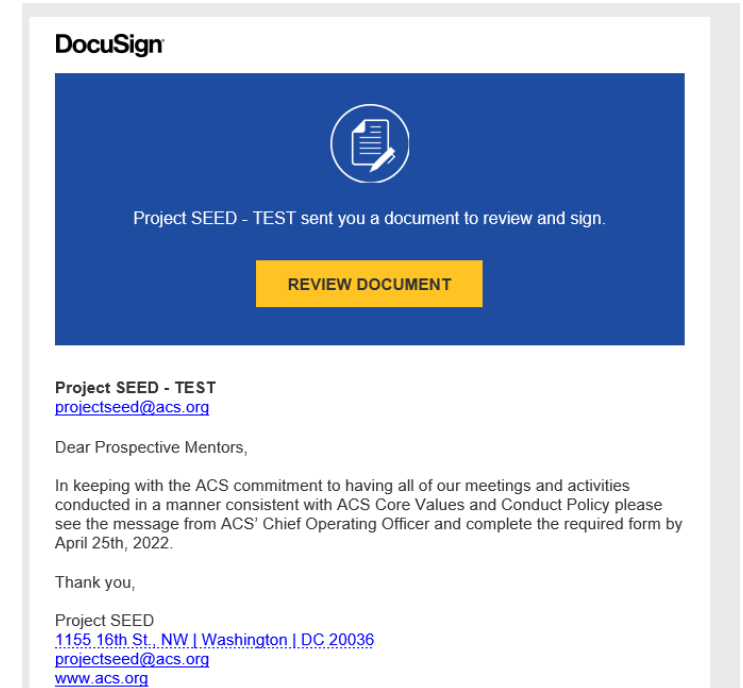 DocuSign
Project SEED - TEST sent you a document to review and sign.
REVIEW DOCUMENT
Project SEED - TEST
projectseed@acs.org
Dear Prospective Mentors,
In keeping with the ACS commitment to having all of our meetings and activities
conducted in a manner consistent with ACS Core Values and Conduct Policy please
see the message from ACS’ Chief Operating Officer and complete the required form by
April 25th, 2022.
Thank you,
Project SEED
1155 16th St., NW | Washington | DC 20036
projectseed@acs.org
www.acs.org